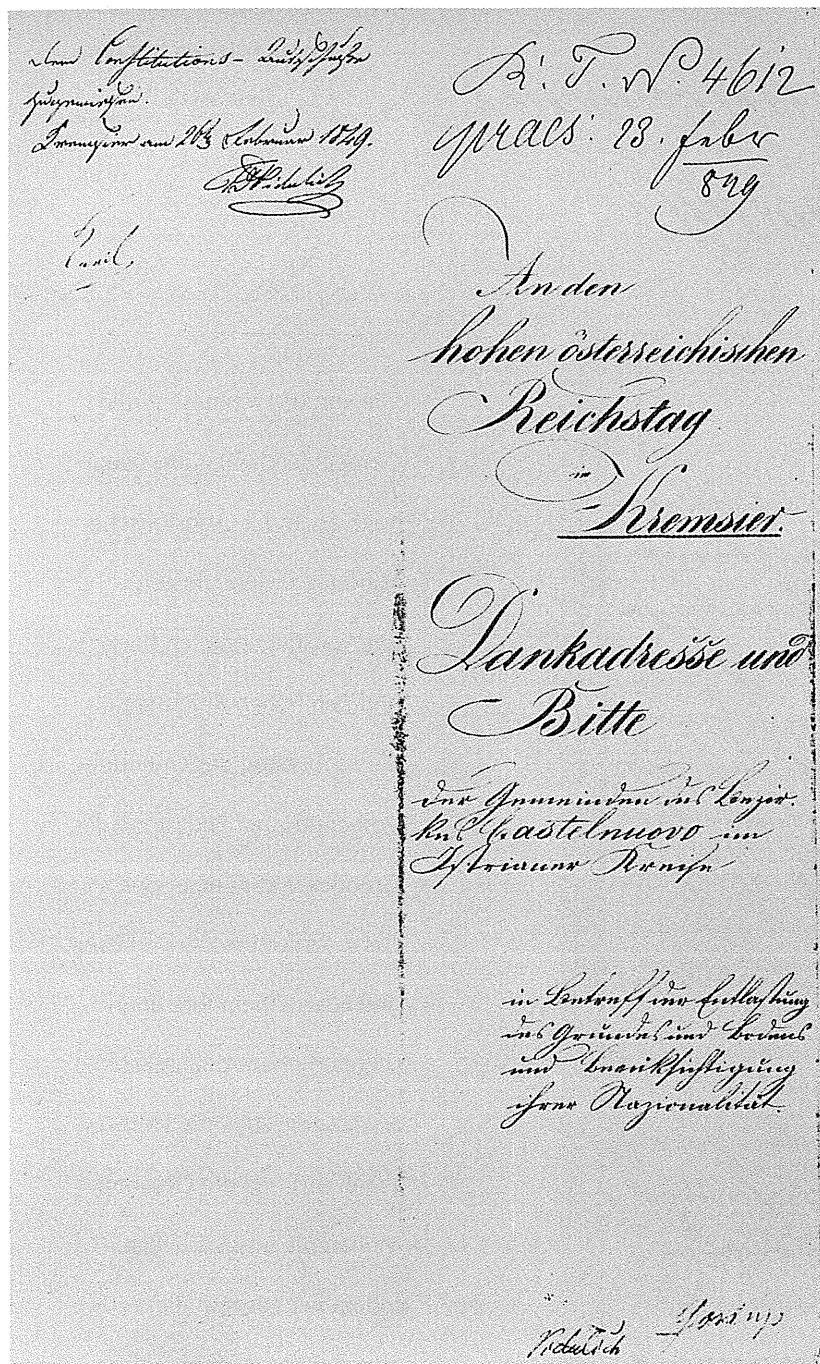 Dem Constitutions-Ausschuße
zugewiesen.
Kremsier am 26/2 Februar 1849.
K. T. N. 4612
praes: 23. Febr
849
An den
hohen österreichischen
Reichstag
in
Kremsier.
Dankadresse und
Bitte
der Gemeinden des Bezir-
kes Castelnuovo im
Istrianer Kreise
in Betreff der Entlastung
des Grundes und Bodens
und Berüksichtigung
ihrer Nazionalität.